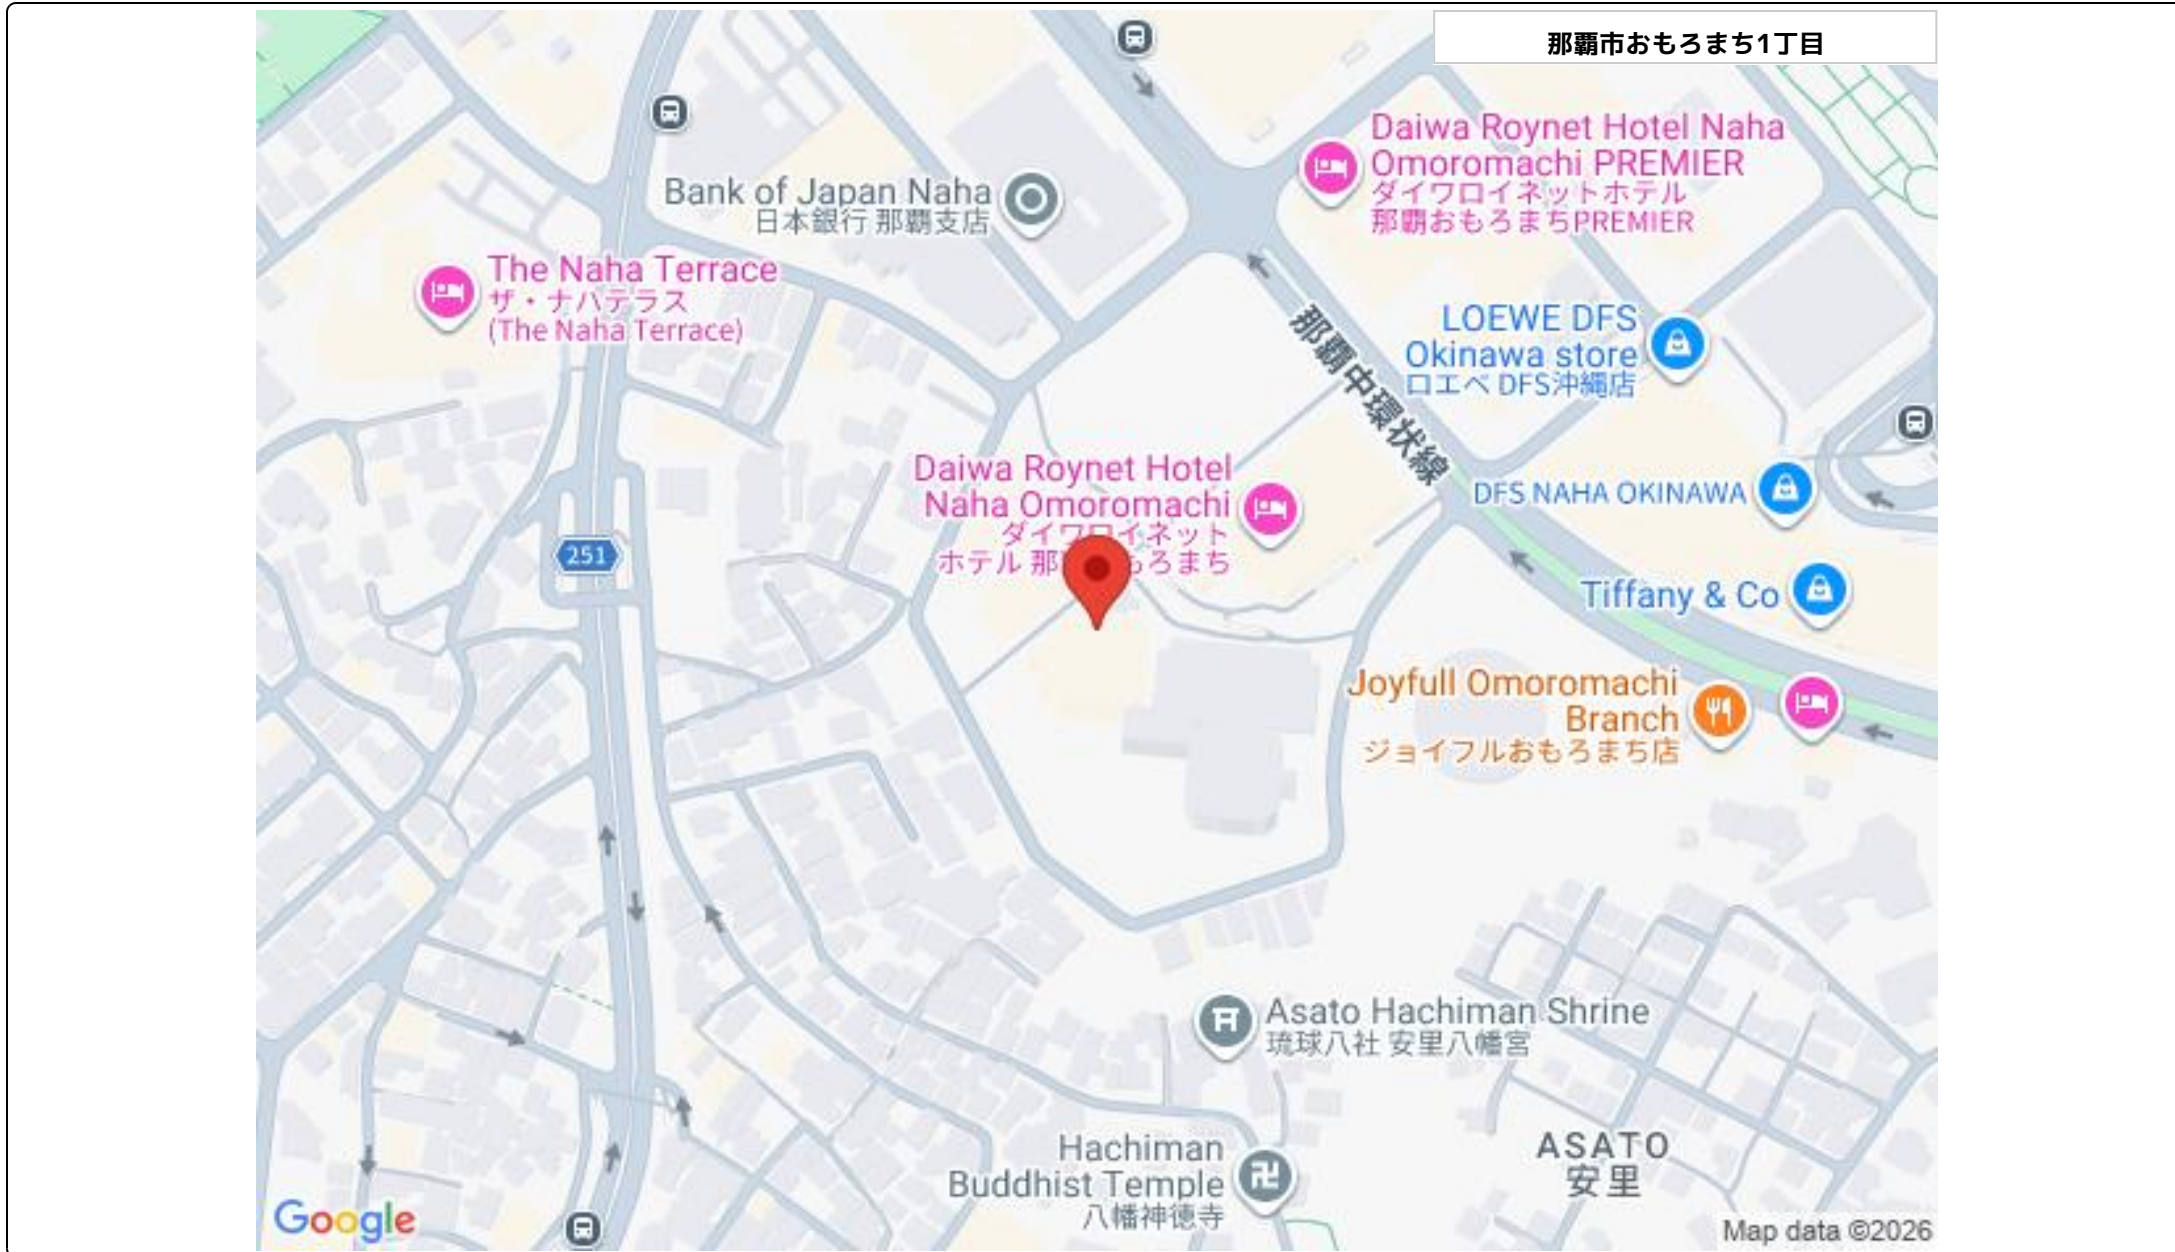 那覇市おもろまち1丁目
Daiwa Roynet Hotel Naha
Omoromachi PREMIER
ダイワロイネットホテル
那覇おもろまちPREMIER
Bank of Japan Naha
日本銀行 那覇支店
The Naha Terrace
ザ・ナハテラス
(The Naha Terrace)
那覇中環状線
LOEWE DFS
Okinawa store
ロエベ DFS沖縄店
Daiwa Roynet Hotel
Naha Omoromachi
ダイワロイネット
ホテル 那 もろまち
DFS NAHA OKINAWA
251
Tiffany & Co
Joyfull Omoromachi
Branch
ジョイフルおもろまち店
Asato Hachiman Shrine
琉球八社 安里八幡宮
Hachiman
Buddhist Temple
八幡神徳寺
ASATO
安里
Google
Map data ©2026